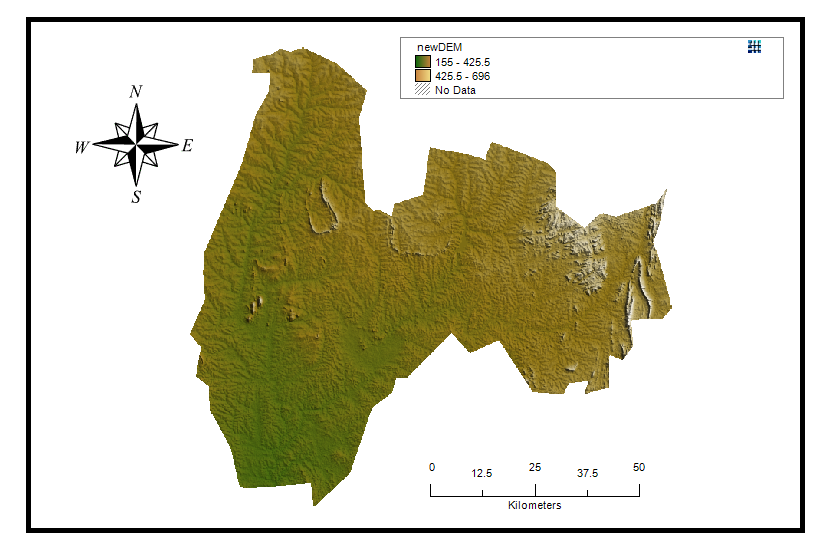 newDEM
155 - 425.5
425.5 - 696
No Data
N
W E
S
0 12.5 25 37.5 50
Kilometers